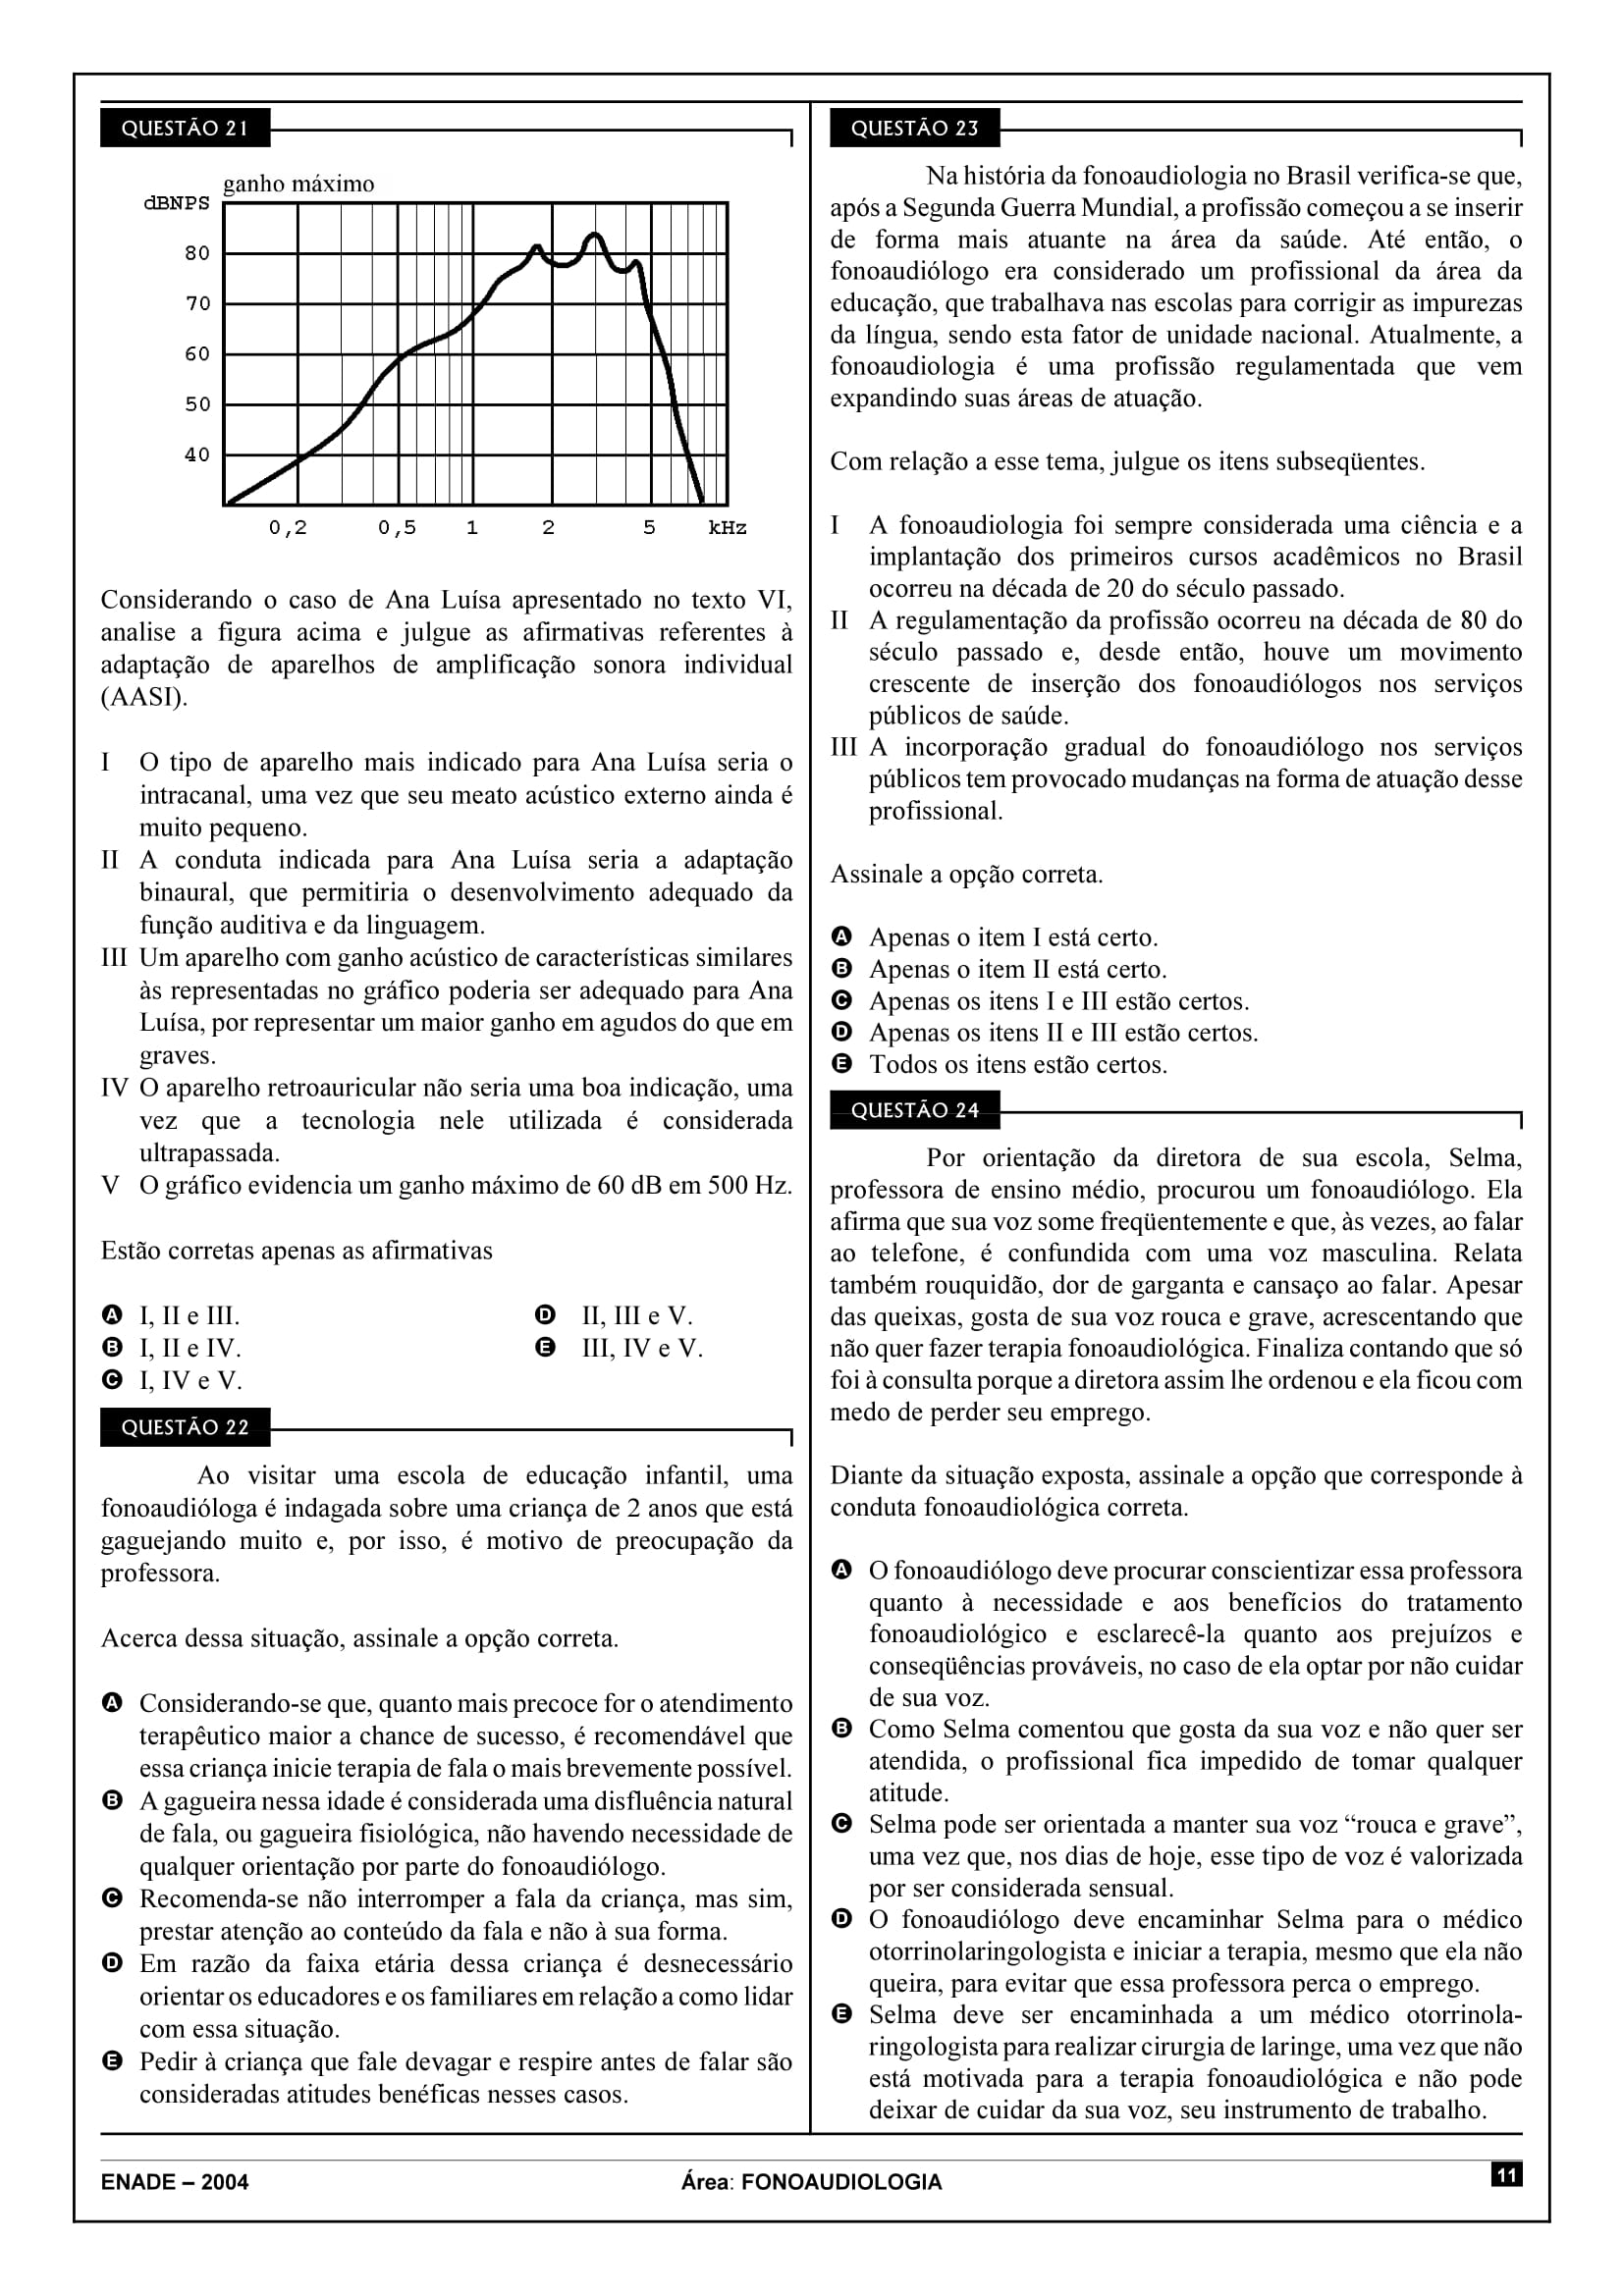 QUESTÃO 21
ganho máximo
dBNPS
80
70
60
50
40
0,2 0,5 1 2 5 kHz
Considerando o caso de Ana Luísa apresentado no texto VI,
analise a figura acima e julgue as afirmativas referentes à
adaptação de aparelhos de amplificação sonora individual
(AASI).
I O tipo de aparelho mais indicado para Ana Luísa seria o
intracanal, uma vez que seu meato acústico externo ainda é
muito pequeno.
II A conduta indicada para Ana Luísa seria a adaptação
binaural, que permitiria o desenvolvimento adequado da
função auditiva e da linguagem.
III Um aparelho com ganho acústico de características similares
às representadas no gráfico poderia ser adequado para Ana
Luísa, por representar um maior ganho em agudos do que em
graves.
IV O aparelho retroauricular não seria uma boa indicação, uma
vez que a tecnologia nele utilizada é considerada
ultrapassada.
V O gráfico evidencia um ganho máximo de 60 dB em 500 Hz.
Estão corretas apenas as afirmativas
A I, II e III.
B I, II e IV.
C I, IV e V.
D II, III e V.
E III, IV e V.
QUESTÃO 22
Ao visitar uma escola de educação infantil, uma
fonoaudióloga é indagada sobre uma criança de 2 anos que está
gaguejando muito e, por isso, é motivo de preocupação da
professora.
Acerca dessa situação, assinale a opção correta.
A Considerando-se que, quanto mais precoce for o atendimento
terapêutico maior a chance de sucesso, é recomendável que
essa criança inicie terapia de fala o mais brevemente possível.
B A gagueira nessa idade é considerada uma disfluência natural
de fala, ou gagueira fisiológica, não havendo necessidade de
qualquer orientação por parte do fonoaudiólogo.
C Recomenda-se não interromper a fala da criança, mas sim,
prestar atenção ao conteúdo da fala e não à sua forma.
D Em razão da faixa etária dessa criança é desnecessário
orientar os educadores e os familiares em relação a como lidar
com essa situação.
E Pedir à criança que fale devagar e respire antes de falar são
consideradas atitudes benéficas nesses casos.
QUESTÃO 23
Na história da fonoaudiologia no Brasil verifica-se que,
após a Segunda Guerra Mundial, a profissão começou a se inserir
de forma mais atuante na área da saúde. Até então, o
fonoaudiólogo era considerado um profissional da área da
educação, que trabalhava nas escolas para corrigir as impurezas
da língua, sendo esta fator de unidade nacional. Atualmente, a
fonoaudiologia é uma profissão regulamentada que vem
expandindo suas áreas de atuação.
Com relação a esse tema, julgue os itens subseqüentes.
I A fonoaudiologia foi sempre considerada uma ciência e a
implantação dos primeiros cursos acadêmicos no Brasil
ocorreu na década de 20 do século passado.
II A regulamentação da profissão ocorreu na década de 80 do
século passado e, desde então, houve um movimento
crescente de inserção dos fonoaudiólogos nos serviços
públicos de saúde.
III A incorporação gradual do fonoaudiólogo nos serviços
públicos tem provocado mudanças na forma de atuação desse
profissional.
Assinale a opção correta.
A Apenas o item I está certo.
B Apenas o item II está certo.
C Apenas os itens I e III estão certos.
D Apenas os itens II e III estão certos.
E Todos os itens estão certos.
QUESTÃO 24
Por orientação da diretora de sua escola, Selma,
professora de ensino médio, procurou um fonoaudiólogo. Ela
afirma que sua voz some freqüentemente e que, às vezes, ao falar
ao telefone, é confundida com uma voz masculina. Relata
também rouquidão, dor de garganta e cansaço ao falar. Apesar
das queixas, gosta de sua voz rouca e grave, acrescentando que
não quer fazer terapia fonoaudiológica. Finaliza contando que só
foi à consulta porque a diretora assim lhe ordenou e ela ficou com
medo de perder seu emprego.
Diante da situação exposta, assinale a opção que corresponde à
conduta fonoaudiológica correta.
A O fonoaudiólogo deve procurar conscientizar essa professora
quanto à necessidade e aos benefícios do tratamento
fonoaudiológico e esclarecê-la quanto aos prejuízos e
conseqüências prováveis, no caso de ela optar por não cuidar
de sua voz.
B Como Selma comentou que gosta da sua voz e não quer ser
atendida, o profissional fica impedido de tomar qualquer
atitude.
C Selma pode ser orientada a manter sua voz “rouca e grave”,
uma vez que, nos dias de hoje, esse tipo de voz é valorizada
por ser considerada sensual.
D O fonoaudiólogo deve encaminhar Selma para o médico
otorrinolaringologista e iniciar a terapia, mesmo que ela não
queira, para evitar que essa professora perca o emprego.
E Selma deve ser encaminhada a um médico otorrinola-
ringologista para realizar cirurgia de laringe, uma vez que não
está motivada para a terapia fonoaudiológica e não pode
deixar de cuidar da sua voz, seu instrumento de trabalho.
ENADE – 2004 Área: FONOAUDIOLOGIA 11